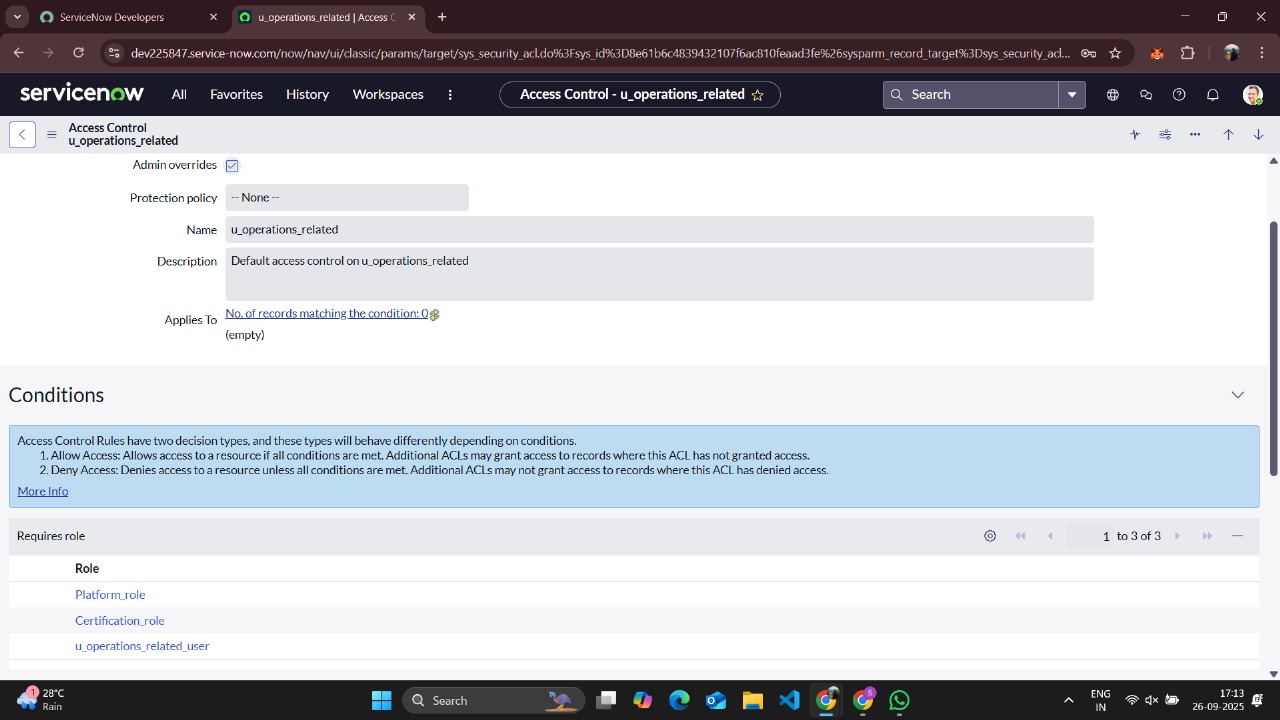 ServiceNow Developers
u_operations_related | Access C
dev225847.service-now.com/now/nav/ui/classic/params/target/sys_security_acl.do%3Fsys_id%3D8e61b6c4839432107f6ac810feaad3fe%26sysparm_record_target%3Dsys_security_acl...
servicenow
All
Favorites
History
Workspaces
Access Control - u_operations_related
Search
Access Control
u_operations_related
Admin overrides
Protection policy
-- None --
Name
u_operations_related
Description
Default access control on u_operations_related
Applies To
No. of records matching the condition: 0
(empty)
Conditions
Access Control Rules have two decision types, and these types will behave differently depending on conditions.
1. Allow Access: Allows access to a resource if all conditions are met. Additional ACLs may grant access to records where this ACL has not granted access.
2. Deny Access: Denies access to a resource unless all conditions are met. Additional ACLs may not grant access to records where this ACL has denied access.
More Info
Requires role
1 to 3 of 3
Role
Platform_role
Certification_role
u_operations_related_user
1
28°C
Rain
Search
S
ENG
IN
17:13
26-09-2025